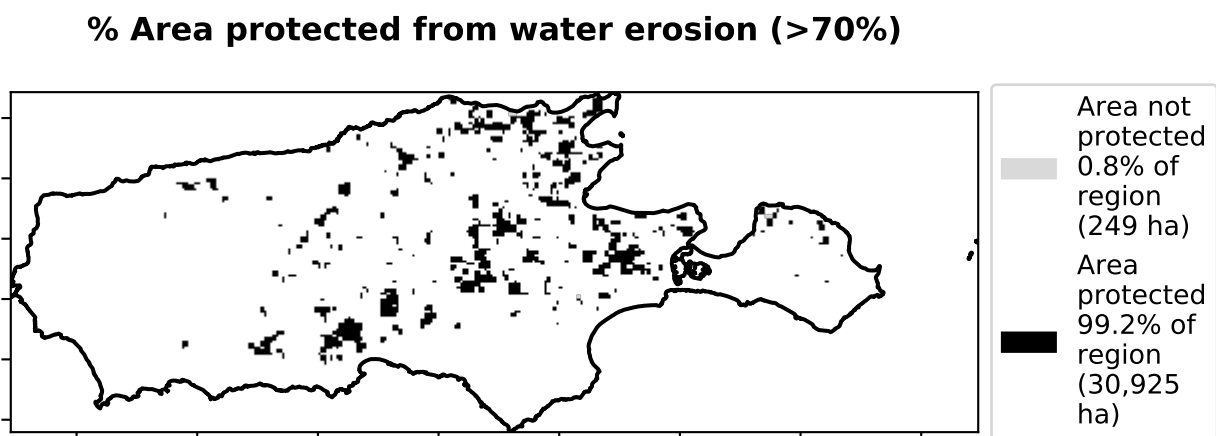 % Area protected from water erosion (>70%)
Area not
protected
0.8% of
region
(249 ha)
Area
protected
99.2% of
region
(30,925
ha)